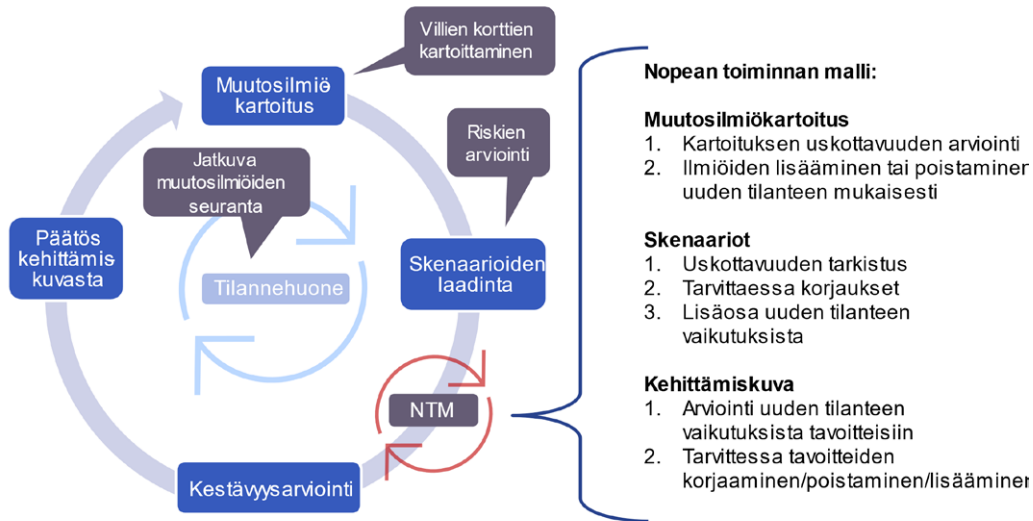 Villien korttien
kartoittaminen
Muutosilmiö
kartoitus
Riskien
arviointi
Jatkuva
muutosilmiöiden
seuranta
Päätös
kehittämis
kuvasta
Tilannehuone
Skenaarioiden
laadinta
NTM
Kestävyysarviointi
Nopean toiminnan malli:
Muutosilmiökartoitus
1. Kartoituksen uskottavuuden arviointi
2. Ilmiöiden lisääminen tai poistaminen
uuden tilanteen mukaisesti
Skenaariot
1. Uskottavuuden tarkistus
2. Tarvittaessa korjaukset
3. Lisäosa uuden tilanteen
vaikutuksista
Kehittämiskuva
1. Arviointi uuden tilanteen
vaikutuksista tavoitteisiin
2. Tarvittessa tavoitteiden
korjaaminen/poistaminen/lisääminen